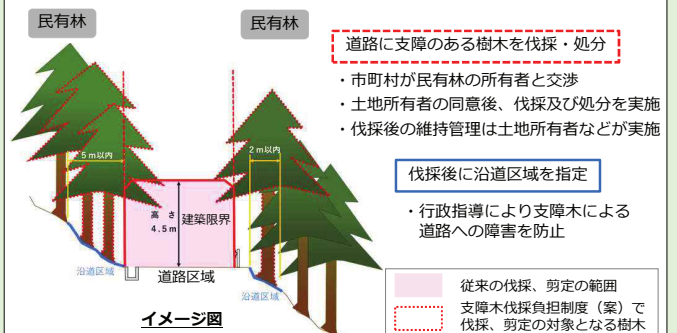 民有林
民有林
道路に支障のある樹木を伐採・処分
・市町村が民有林の所有者と交渉
・土地所有者の同意後、伐採及び処分を実施
・伐採後の維持管理は土地所有者などが実施
5m以内
2m以内
伐採後に沿道区域を指定
・行政指導により支障木による
道路への障害を防止
高さ
4.5m
建築限界
沿道区域
道路区域
沿道区域
イメージ図
従来の伐採、剪定の範囲
支障木伐採負担制度（案）で
伐採、剪定の対象となる樹木